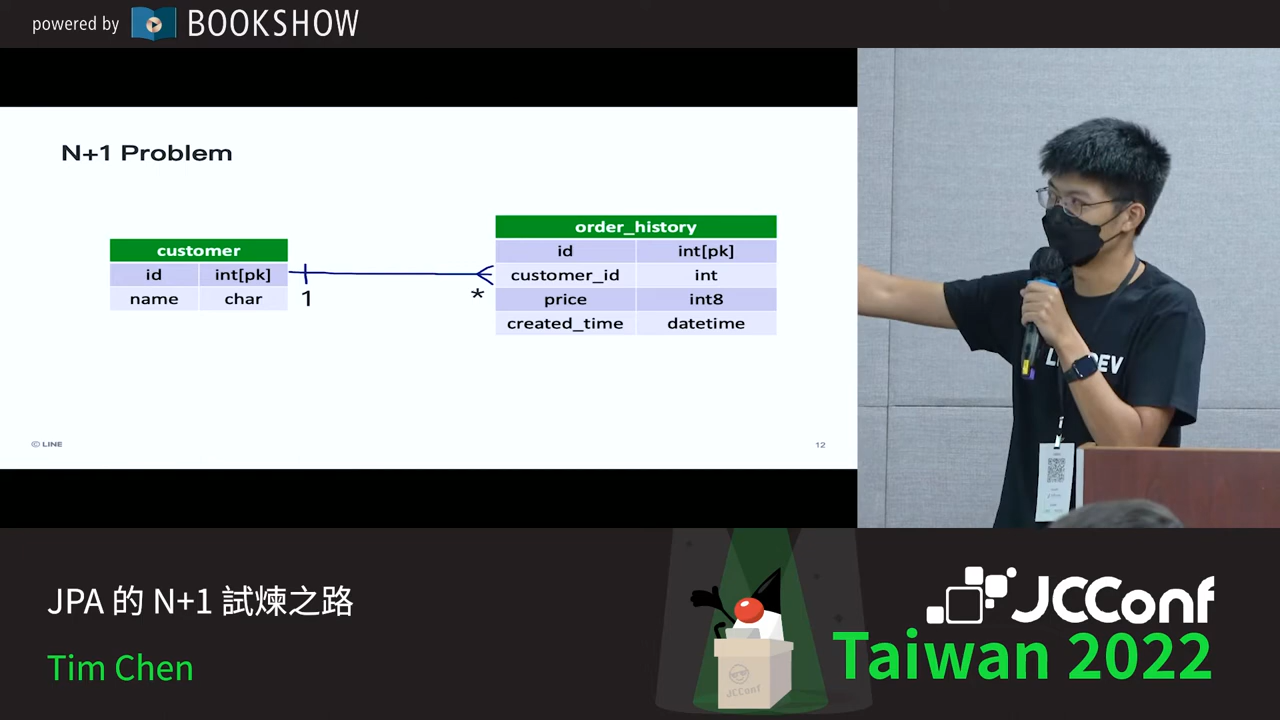 powered by BOOKSHOW
N+1 Problem
customer
id int[pk]
name char
1
*
order_history
id int[pk]
customer_id int
price int8
created_time datetime
© LINE
12
JPA 的 N+1 試煉之路
Tim Chen
JCConf
JCConf
Taiwan 2022